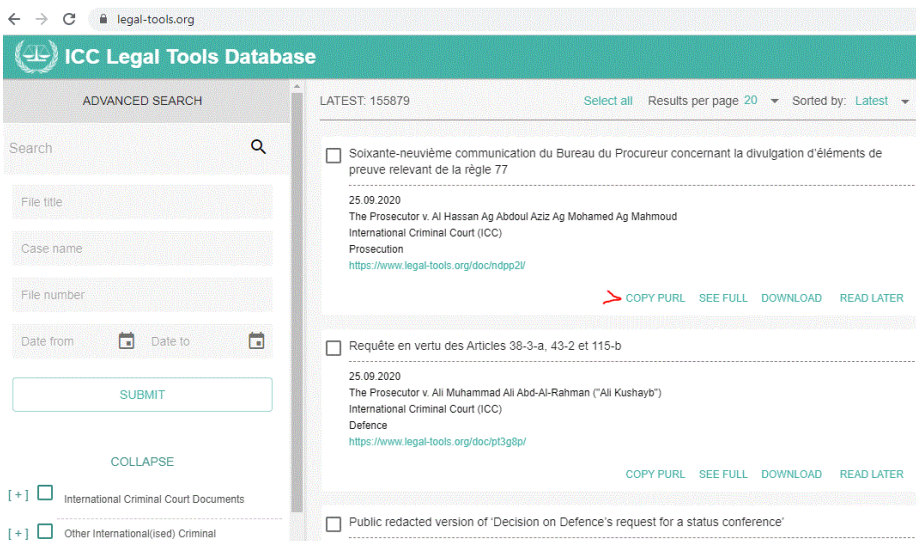 legal-tools.org
ICC Legal Tools Database
ADVANCED SEARCH
Search
File title
Case name
File number
Date from
Date to
SUBMIT
COLLAPSE
[ + ] International Criminal Court Documents
[ + ] Other International(ised) Criminal
LATEST: 155879
Select all Results per page 20 Sorted by: Latest
Soixante-neuvième communication du Bureau du Procureur concernant la divulgation d'éléments de
preuve relevant de la règle 77
25.09.2020
The Prosecutor v. Al Hassan Ag Abdoul Aziz Ag Mohamed Ag Mahmoud
International Criminal Court (ICC)
Prosecution
https://www.legal-tools.org/doc/ndpp2l/
COPY PURL SEE FULL DOWNLOAD READ LATER
Requête en vertu des Articles 38-3-a, 43-2 et 115-b
25.09.2020
The Prosecutor v. Ali Muhammad Ali Abd-Al-Rahman ("Ali Kushayb")
International Criminal Court (ICC)
Defence
https://www.legal-tools.org/doc/pt3g8p/
COPY PURL SEE FULL DOWNLOAD READ LATER
Public redacted version of 'Decision on Defence's request for a status conference'